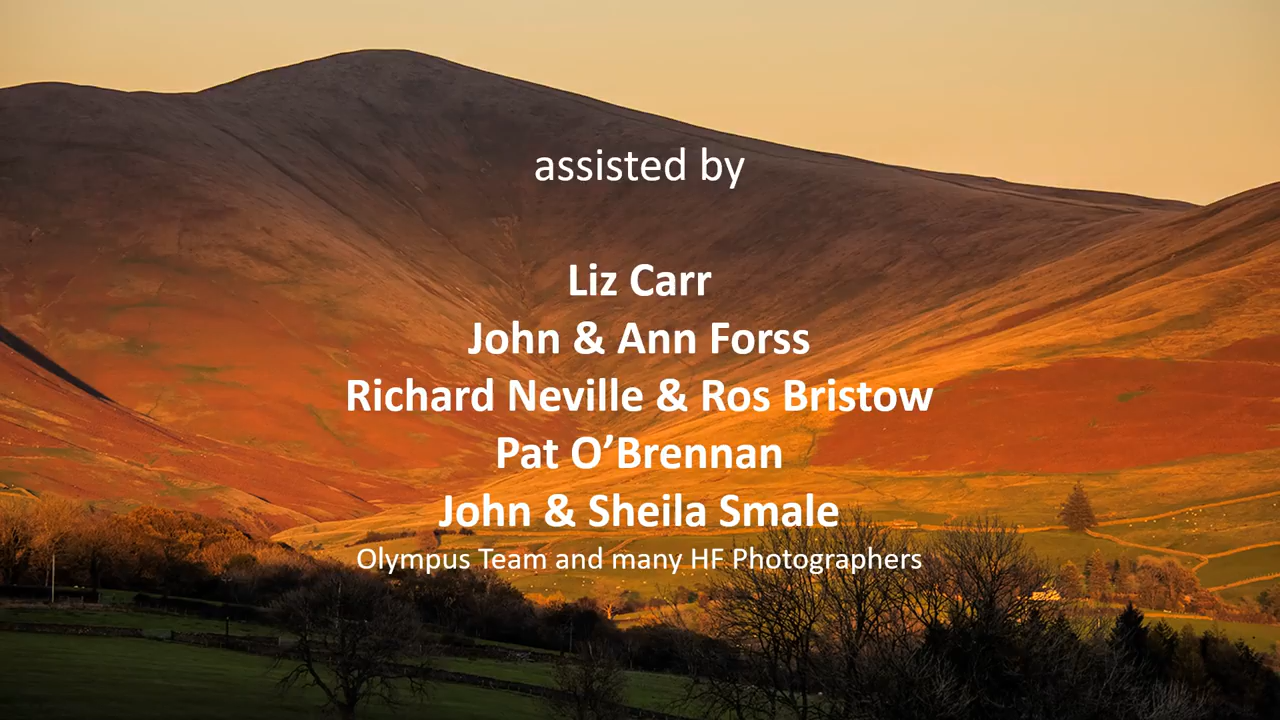 assisted by
Liz Carr
John & Ann Forss
Richard Neville & Ros Bristow
Pat O’Brennan
John & Sheila Smale
Olympus Team and many HF Photographers